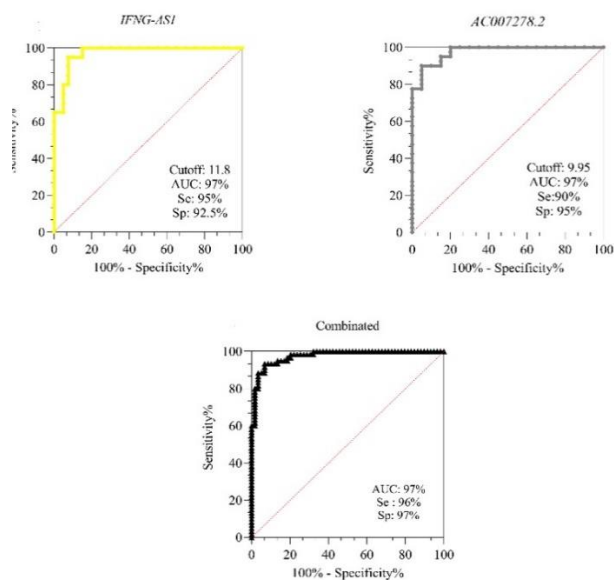 IFNG-AS1
100
80
60
40
20
0
Sensitivity%
Cutoff: 11.8
AUC: 97%
Se: 95%
Sp: 92.5%
0 20 40 60 80 100
100% - Specificity%
AC007278.2
100
80
60
40
20
0
Sensitivity%
Cutoff: 9.95
AUC: 97%
Se:90%
Sp: 95%
0 20 40 60 80 100
100% - Specificity%
Combinated
100
80
60
40
20
0
Sensitivity%
AUC: 97%
Se : 96%
Sp: 97%
0 20 40 60 80 100
100% - Specificity%